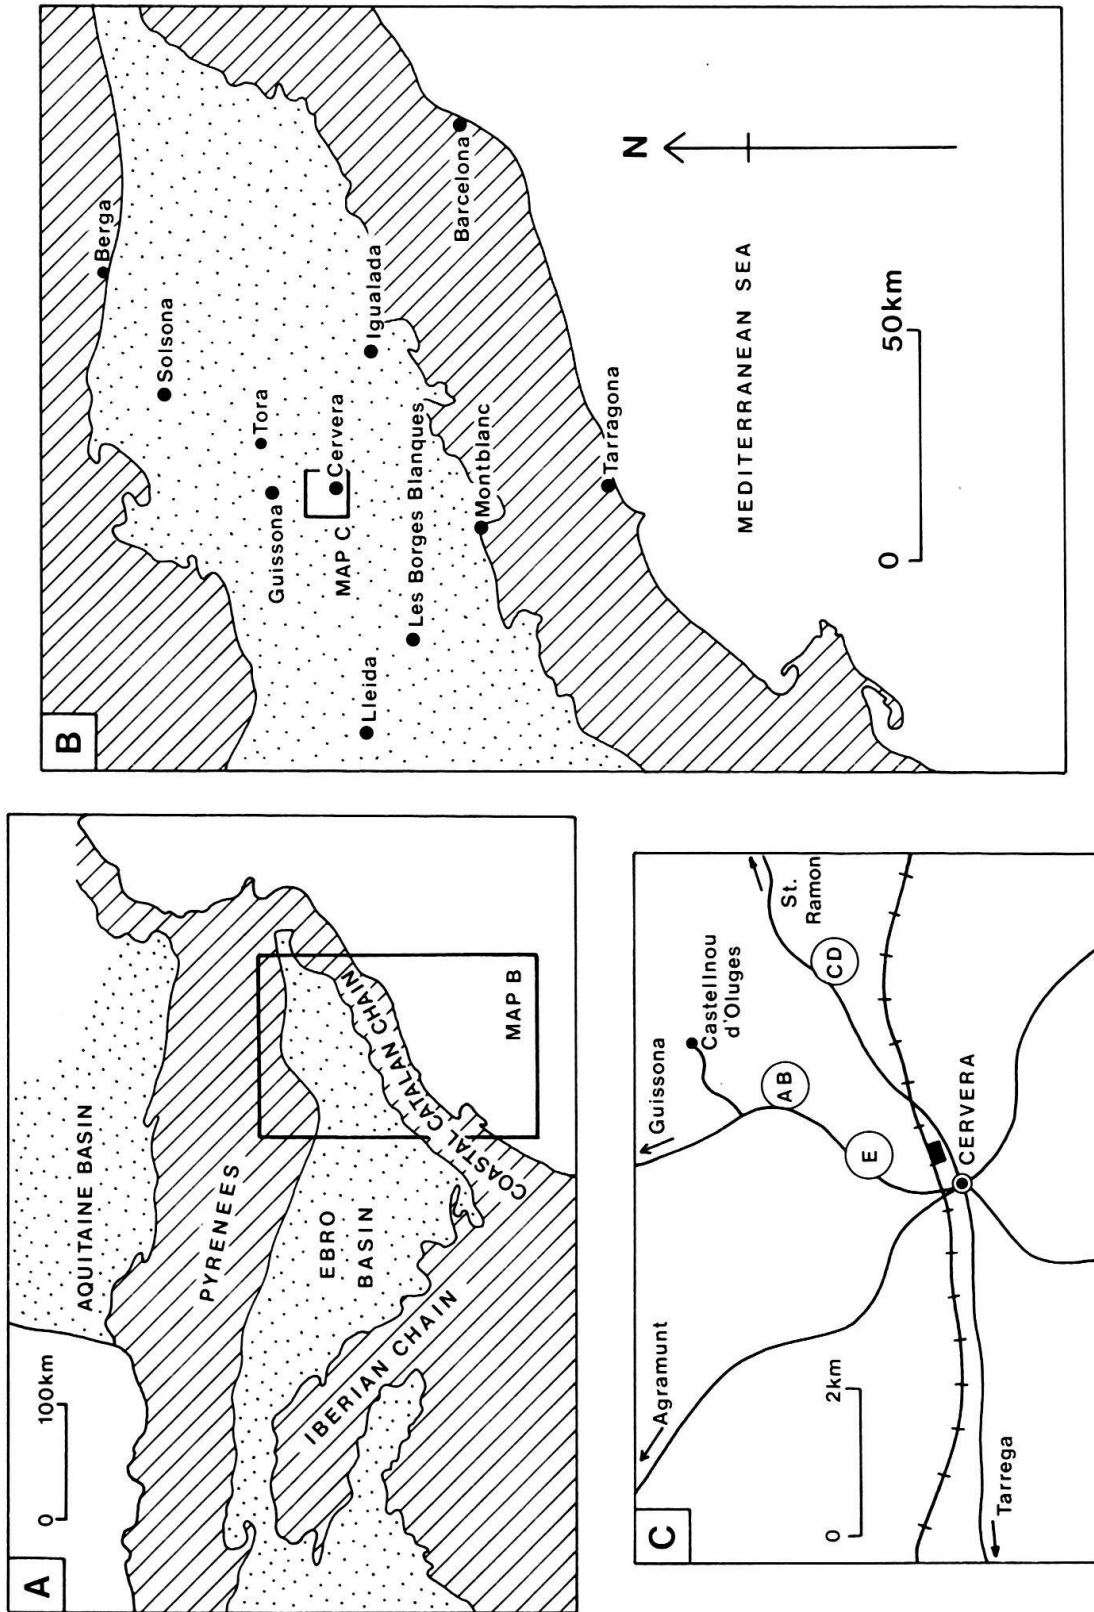 A
0
100km
AQUITAINE BASIN
PYRENEES
EBRO
BASIN
IBERIAN CHAIN
COASTAL CATALAN CHAIN
MAP B
B
Berga
Solsona
Tora
Guissona
Cervera
MAP C
Igualada
Lleida
Les Borges Blanques
Montblanc
Barcelona
Tarragona
N
MEDITERRANEAN SEA
0
50km
C
Agramunt
Guissona
Castellnou
d'Oluges
St.
Ramon
AB
CD
E
CERVERA
0
2km
Tarrega